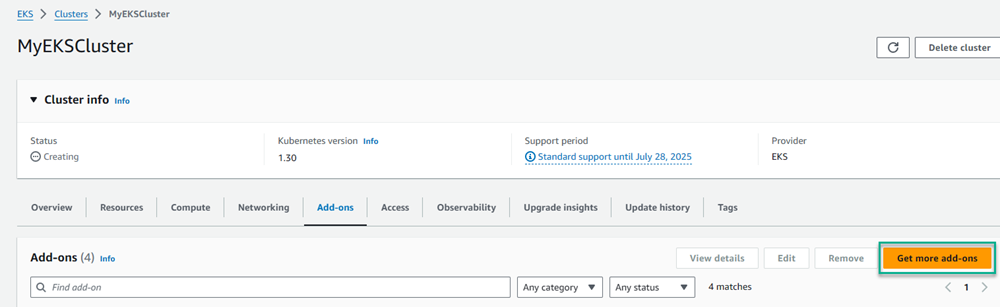 EKS > Clusters > MyEKSCluster
MyEKSCluster
Delete cluster
Cluster info Info
Status
Kubernetes version Info
Support period
Provider
Creating
1.30
Standard support until July 28, 2025
EKS
Overview Resources Compute Networking Add-ons Access Observability Upgrade insights Update history Tags
Add-ons (4) Info
View details Edit Remove Get more add-ons
Find add-on Any category Any status 4 matches 1